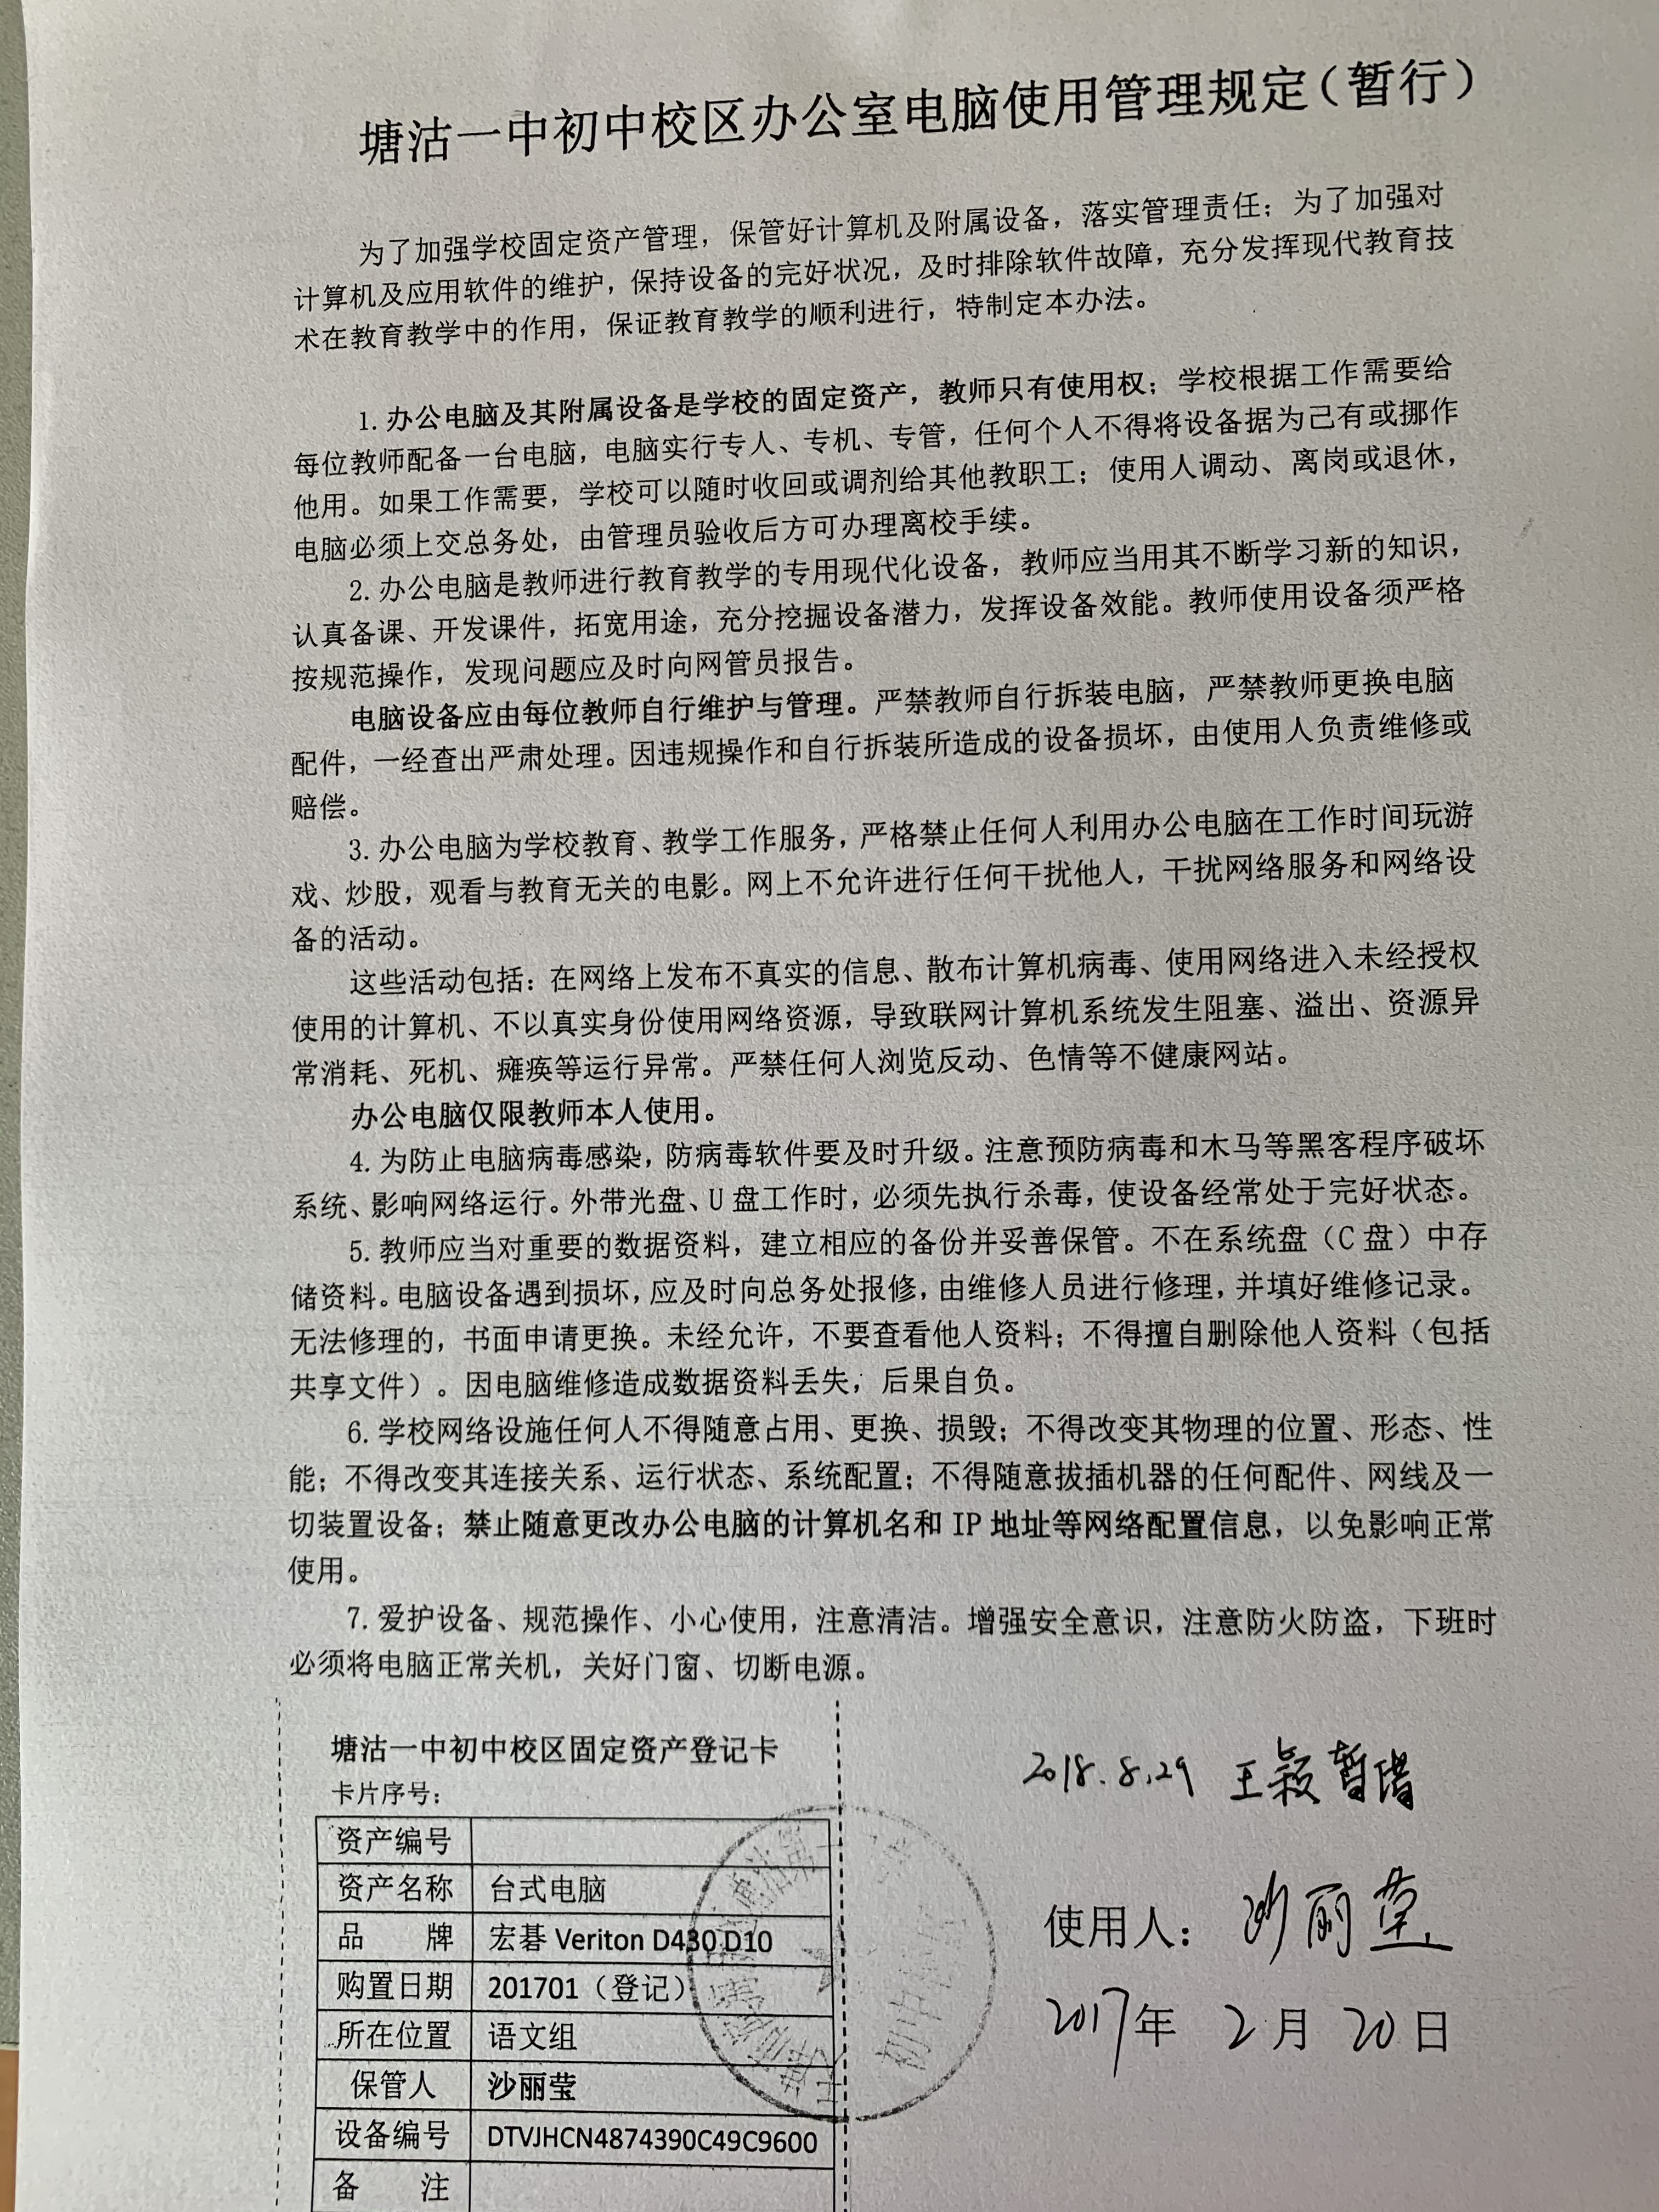 塘沽一中初中校区办公室电脑使用管理规定（暂行）
为了加强学校固定资产管理，保管好计算机及附属设备，落实管理责任；为了加强对
计算机及应用软件的维护，保持设备的完好状况，及时排除软件故障，充分发挥现代教育技
术在教育教学中的作用，保证教育教学的顺利进行，特制定本办法。
1.办公电脑及其附属设备是学校的固定资产，教师只有使用权；学校根据工作需要给
每位教师配备一台电脑，电脑实行专人、专机、专管，任何个人不得将设备据为己有或挪作
他用。如果工作需要，学校可以随时收回或调剂给其他教职工；使用人调动、离岗或退休，
电脑必须上交总务处，由管理员验收后方可办理离校手续。
2.办公电脑是教师进行教育教学的专用现代化设备，教师应当用其不断学习新的知识，
认真备课、开发课件，拓宽用途，充分挖掘设备潜力，发挥设备效能。教师使用设备须严格
按规范操作，发现问题应及时向网管员报告。
电脑设备应由每位教师自行维护与管理。严禁教师自行拆装电脑，严禁教师更换电脑
配件，一经查出严肃处理。因违规操作和自行拆装所造成的设备损坏，由使用人负责维修或
赔偿。
3.办公电脑为学校教育、教学工作服务，严格禁止任何人利用办公电脑在工作时间玩游
戏、炒股，观看与教育无关的电影。网上不允许进行任何干扰他人，干扰网络服务和网络设
备的活动。
这些活动包括：在网络上发布不真实的信息、散布计算机病毒、使用网络进入未经授权
使用的计算机、不以真实身份使用网络资源，导致联网计算机系统发生阻塞、溢出、资源异
常消耗、死机、瘫痪等运行异常。严禁任何人浏览反动、色情等不健康网站。
办公电脑仅限教师本人使用。
4.为防止电脑病毒感染，防病毒软件要及时升级。注意预防病毒和木马等黑客程序破坏
系统、影响网络运行。外带光盘、U盘工作时，必须先执行杀毒，使设备经常处于完好状态。
5.教师应当对重要的数据资料，建立相应的备份并妥善保管。不在系统盘（C盘）中存
储资料。电脑设备遇到损坏，应及时向总务处报修，由维修人员进行修理，并填好维修记录。
无法修理的，书面申请更换。未经允许，不要查看他人资料；不得擅自删除他人资料（包括
共享文件）。因电脑维修造成数据资料丢失，后果自负。
6.学校网络设施任何人不得随意占用、更换、损毁；不得改变其物理的位置、形态、性
能；不得改变其连接关系、运行状态、系统配置；不得随意拔插机器的任何配件、网线及一
切装置设备；禁止随意更改办公电脑的计算机名和 IP 地址等网络配置信息，以免影响正常
使用。
7.爱护设备、规范操作、小心使用，注意清洁。增强安全意识，注意防火防盗，下班时
必须将电脑正常关机，关好门窗、切断电源。
塘沽一中初中校区固定资产登记卡
卡片序号：
资产编号
资产名称 台式电脑
品 牌 宏碁 Veriton D430 D10
购置日期 201701（登记）
所在位置 语文组
保管人 沙丽莹
设备编号 DTVJHCN4874390C49C9600
备 注
2018.8.29 王颖暂借
使用人：沙丽莹
2017年 2月 20日
初中校区